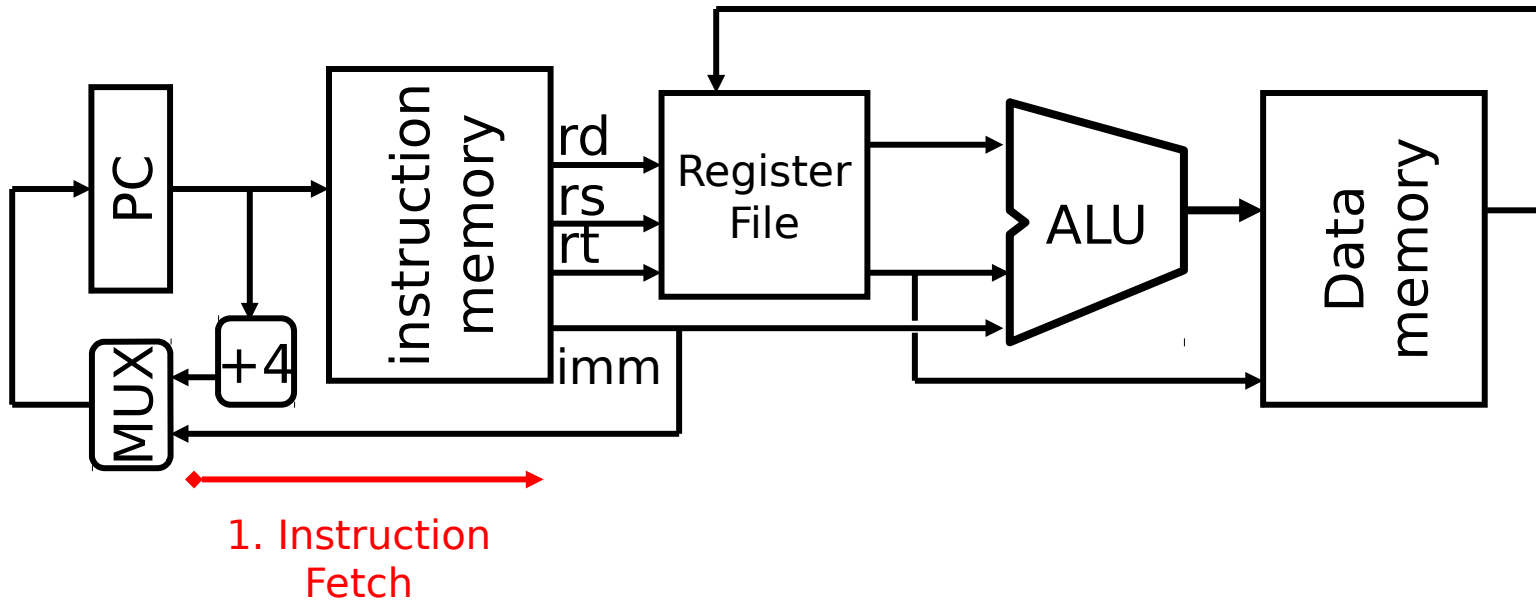 PC
instruction
memory
rd
rs
rt
imm
Register
File
ALU
Data
memory
+4
MUX
1. Instruction
Fetch